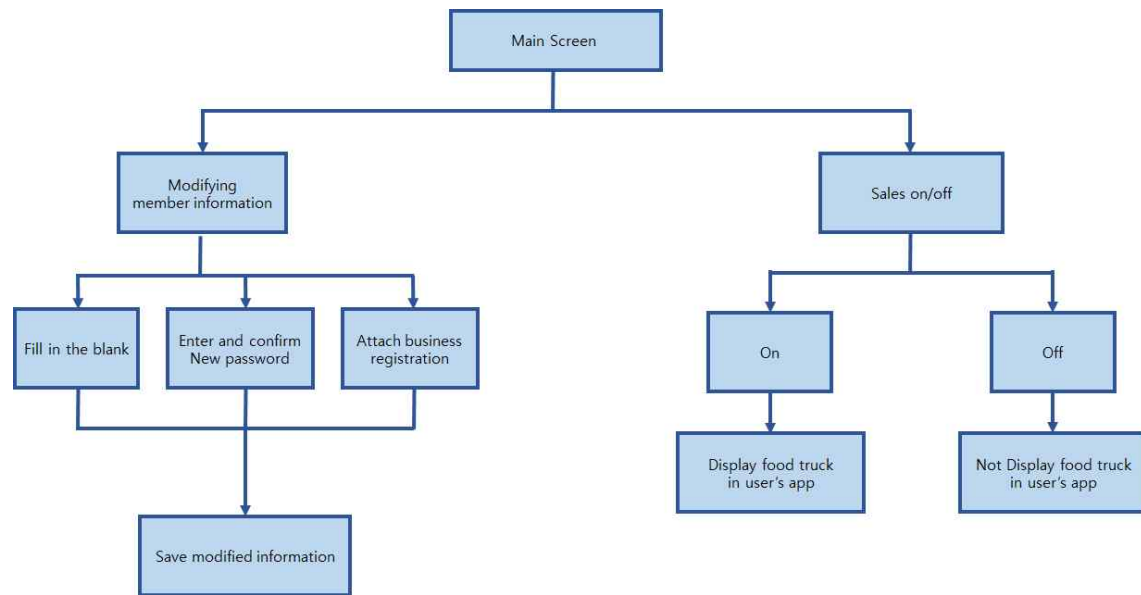 Main Screen
Modifying
member information
Sales on/off
Fill in the blank
Enter and confirm
New password
Attach business
registration
On
Off
Display food truck
in user's app
Not Display food truck
in user's app
Save modified information